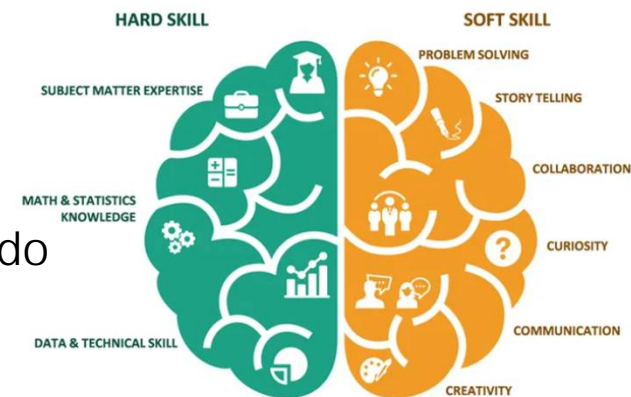 HARD SKILL
SUBJECT MATTER EXPERTISE
MATH & STATISTICS
KNOWLEDGE
do
DATA & TECHNICAL SKILL
SOFT SKILL
PROBLEM SOLVING
STORY TELLING
COLLABORATION
CURIOSITY
COMMUNICATION
CREATIVITY